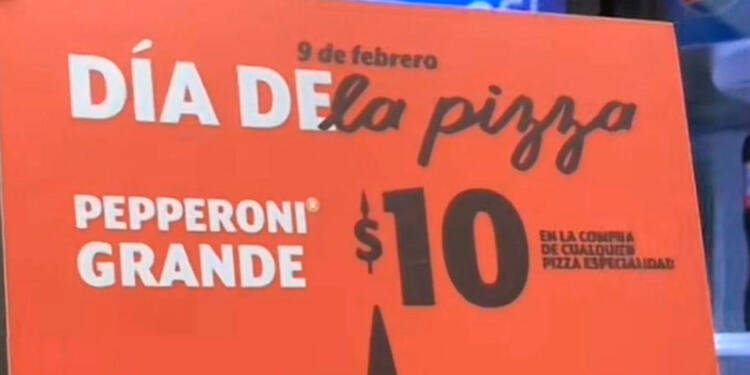 9 de febrero
DÍA DE la pizza
PEPPERONI®
GRANDE
$10
EN LA COMPRA
DE CUALQUIER
PIZZA ESPECIALIDAD